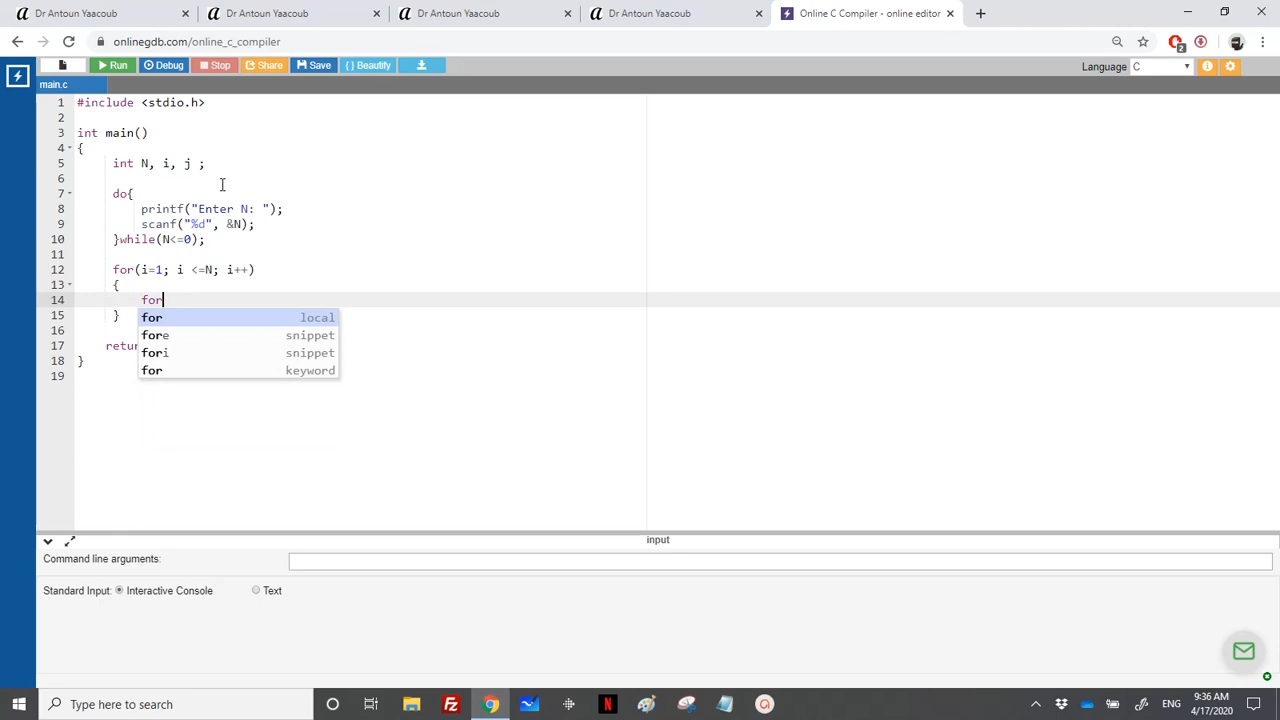 Dr Antoun Yaacoub
Dr Antoun Yaacoub
Dr Antoun Yaacoub
Dr Antoun Yaacoub
Online C Compiler - online editor
onlinegdb.com/online_c_compiler
2
Run Debug Stop Share Save { } Beautify
Language C
main.c
1 #include <stdio.h>
2
3 int main()
4 {
5 int N, i, j ;
6
7 do{
8 printf("Enter N: ");
9 scanf("%d", &N);
10 }while(N<=0);
11
12 for(i=1; i <=N; i++)
13 {
14 for
15 }
16
17 retur
18 }
19
for local
fore snippet
fori snippet
for keyword
input
Command line arguments:
Standard Input: Interactive Console Text
Type here to search
ENG
9:36 AM
4/17/2020